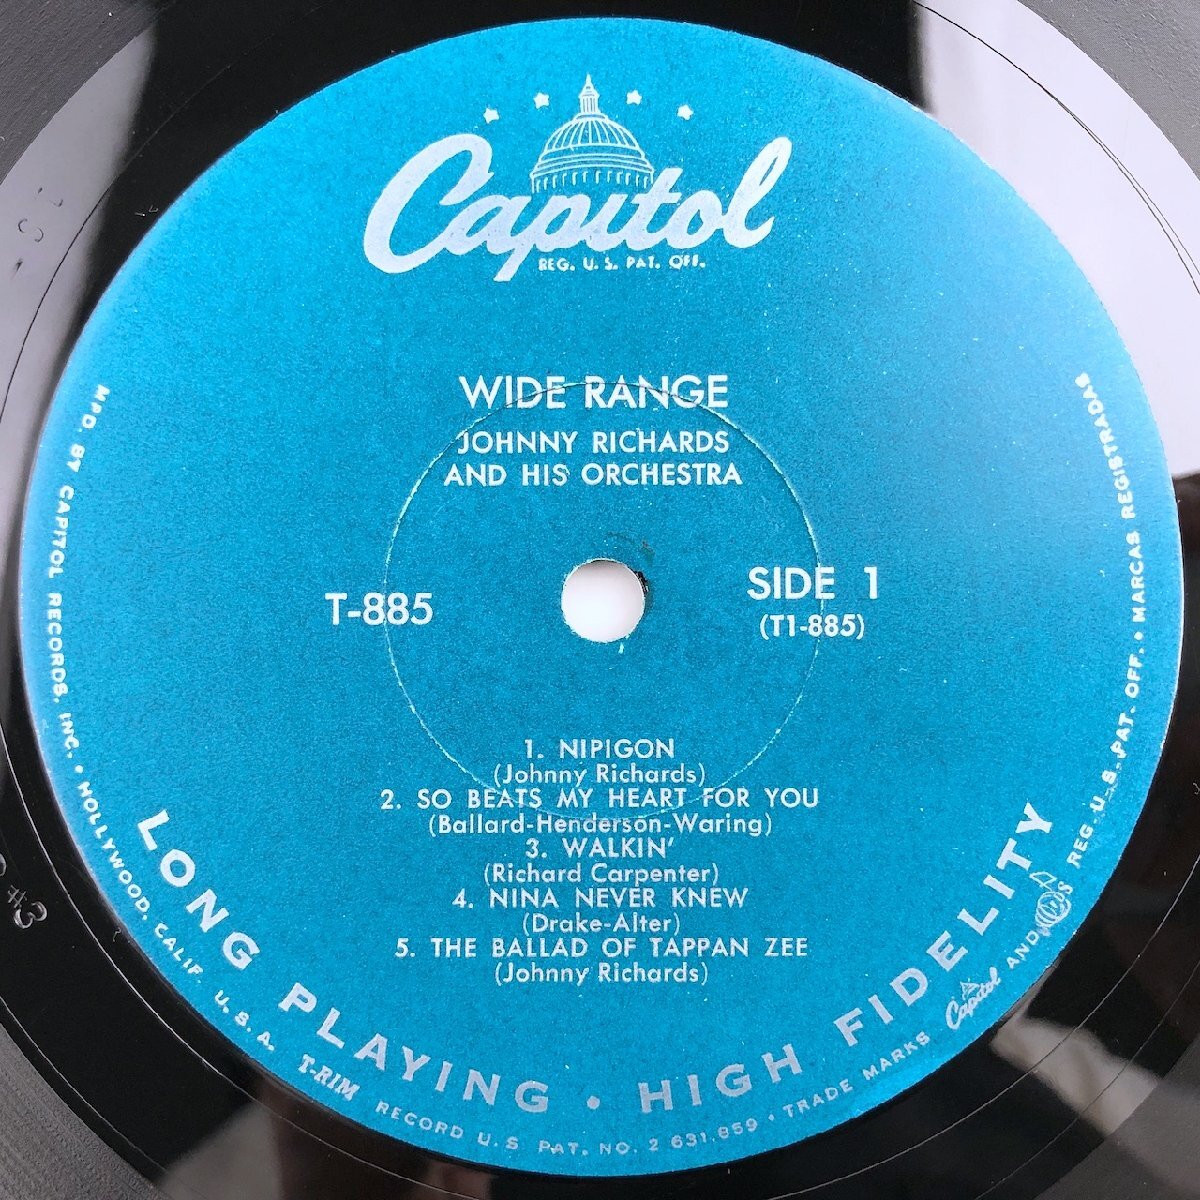 Capitol
REG. U. S. PAT. OFF.
WIDE RANGE
JOHNNY RICHARDS
AND HIS ORCHESTRA
T-885
SIDE 1
(T1-885)
1. NIPIGON
(Johnny Richards)
2. SO BEATS MY HEART FOR YOU
(Ballard-Henderson-Waring)
3. WALKIN'
(Richard Carpenter)
4. NINA NEVER KNEW
(Drake-Alter)
5. THE BALLAD OF TAPPAN ZEE
(Johnny Richards)
LONG PLAYING • HIGH FIDELITY
MFD. BY CAPITOL RECORDS, INC. • HOLLYWOOD, CALIF. U. S. A. T-RIM RECORD U.S PAT. NO. 2 631,859 • TRADE MARKS Capitol AND REG. U. S. PAT. OFF. • MARCAS REGISTRADAS
#3